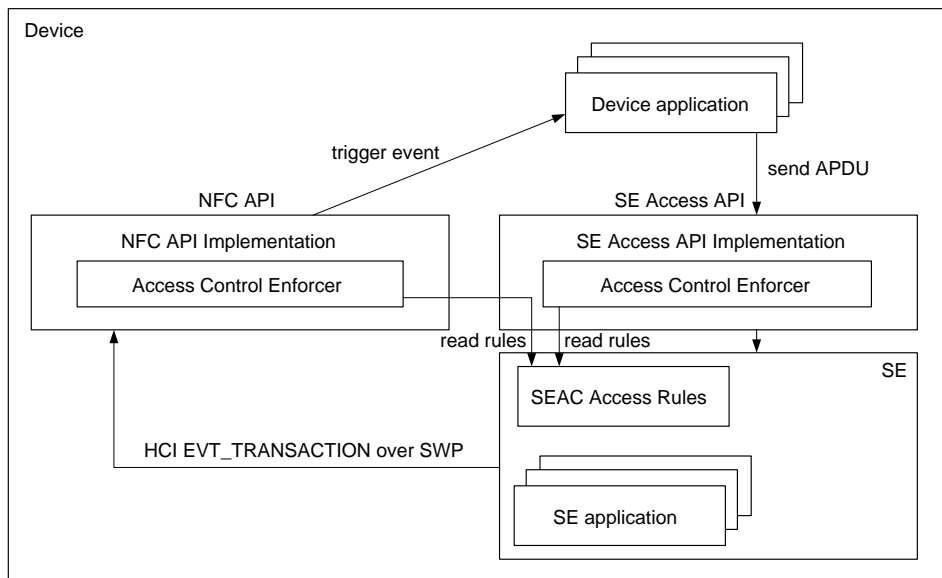 Device
Device application
trigger event
send APDU
NFC API
SE Access API
NFC API Implementation
SE Access API Implementation
Access Control Enforcer
Access Control Enforcer
read rules
read rules
SE
SEAC Access Rules
HCI EVT_TRANSACTION over SWP
SE application